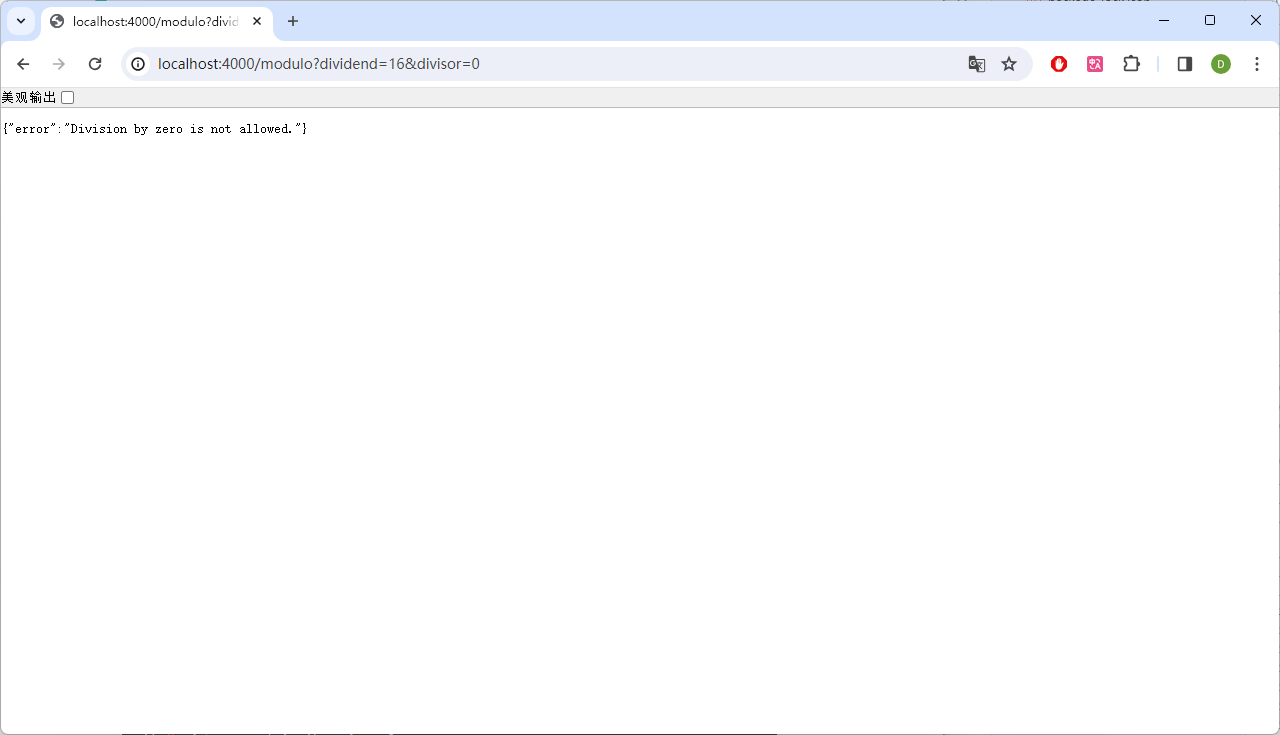 localhost:4000/modulo?divid
localhost:4000/modulo?dividend=16&divisor=0
D
美观输出
{"error":"Division by zero is not allowed."}